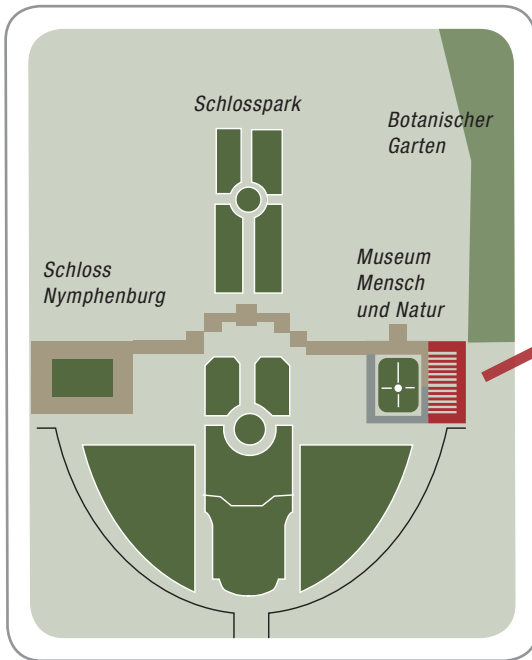 Schlosspark
Botanischer
Garten
Schloss
Nymphenburg
Museum
Mensch
und Natur